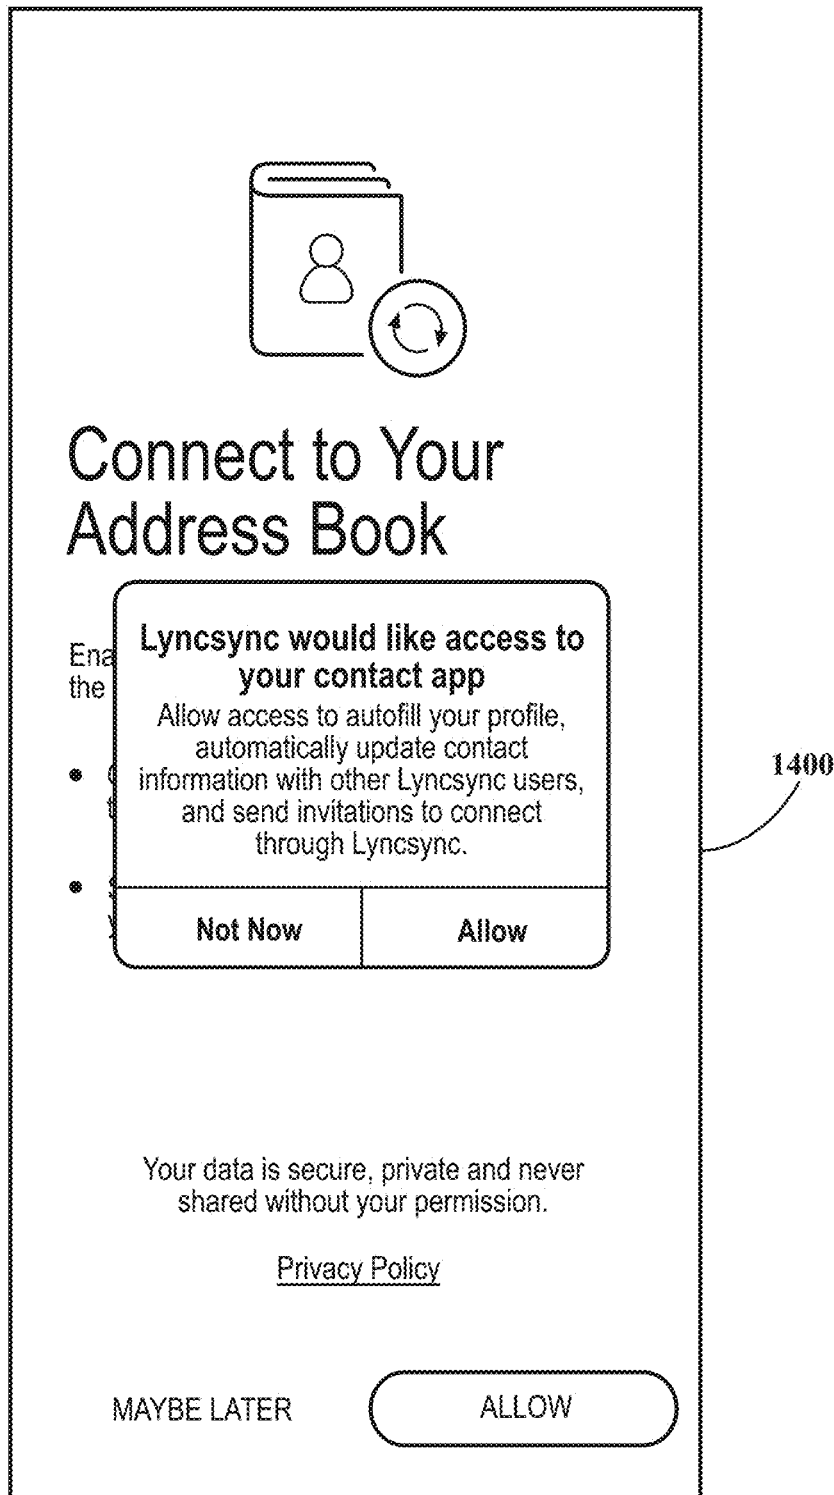 Connect to Your
Address Book
Lyncsync would like access to
your contact app
Ena
the
Allow access to autofill your profile,
automatically update contact
information with other Lyncsync users,
and send invitations to connect
through Lyncsync.
1400
Not Now
Allow
Your data is secure, private and never
shared without your permission.
Privacy Policy
MAYBE LATER
ALLOW